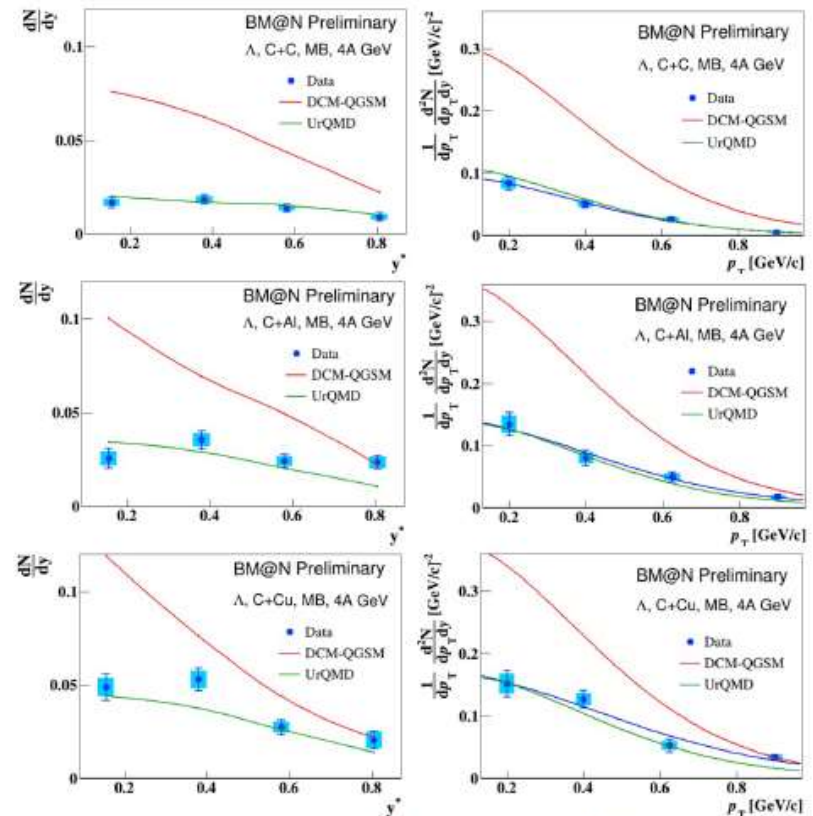 dN/dy
BM@N Preliminary
Λ, C+C, MB, 4A GeV
Data
DCM-QGSM
UrQMD
0.1
0.05
0
0.2 0.4 0.6 0.8
y*
1/dp_T d²N/dp_T dy [GeV/c]⁻²
BM@N Preliminary
Λ, C+C, MB, 4A GeV
Data
DCM-QGSM
UrQMD
0.3
0.2
0.1
0
0.2 0.4 0.6 0.8
p_T [GeV/c]
dN/dy
BM@N Preliminary
Λ, C+Al, MB, 4A GeV
Data
DCM-QGSM
UrQMD
0.1
0.05
0
0.2 0.4 0.6 0.8
y*
1/dp_T d²N/dp_T dy [GeV/c]⁻²
BM@N Preliminary
Λ, C+Al, MB, 4A GeV
Data
DCM-QGSM
UrQMD
0.3
0.2
0.1
0
0.2 0.4 0.6 0.8
p_T [GeV/c]
dN/dy
BM@N Preliminary
Λ, C+Cu, MB, 4A GeV
Data
DCM-QGSM
UrQMD
0.1
0.05
0
0.2 0.4 0.6 0.8
y*
1/dp_T d²N/dp_T dy [GeV/c]⁻²
BM@N Preliminary
Λ, C+Cu, MB, 4A GeV
Data
DCM-QGSM
UrQMD
0.3
0.2
0.1
0
0.2 0.4 0.6 0.8
p_T [GeV/c]